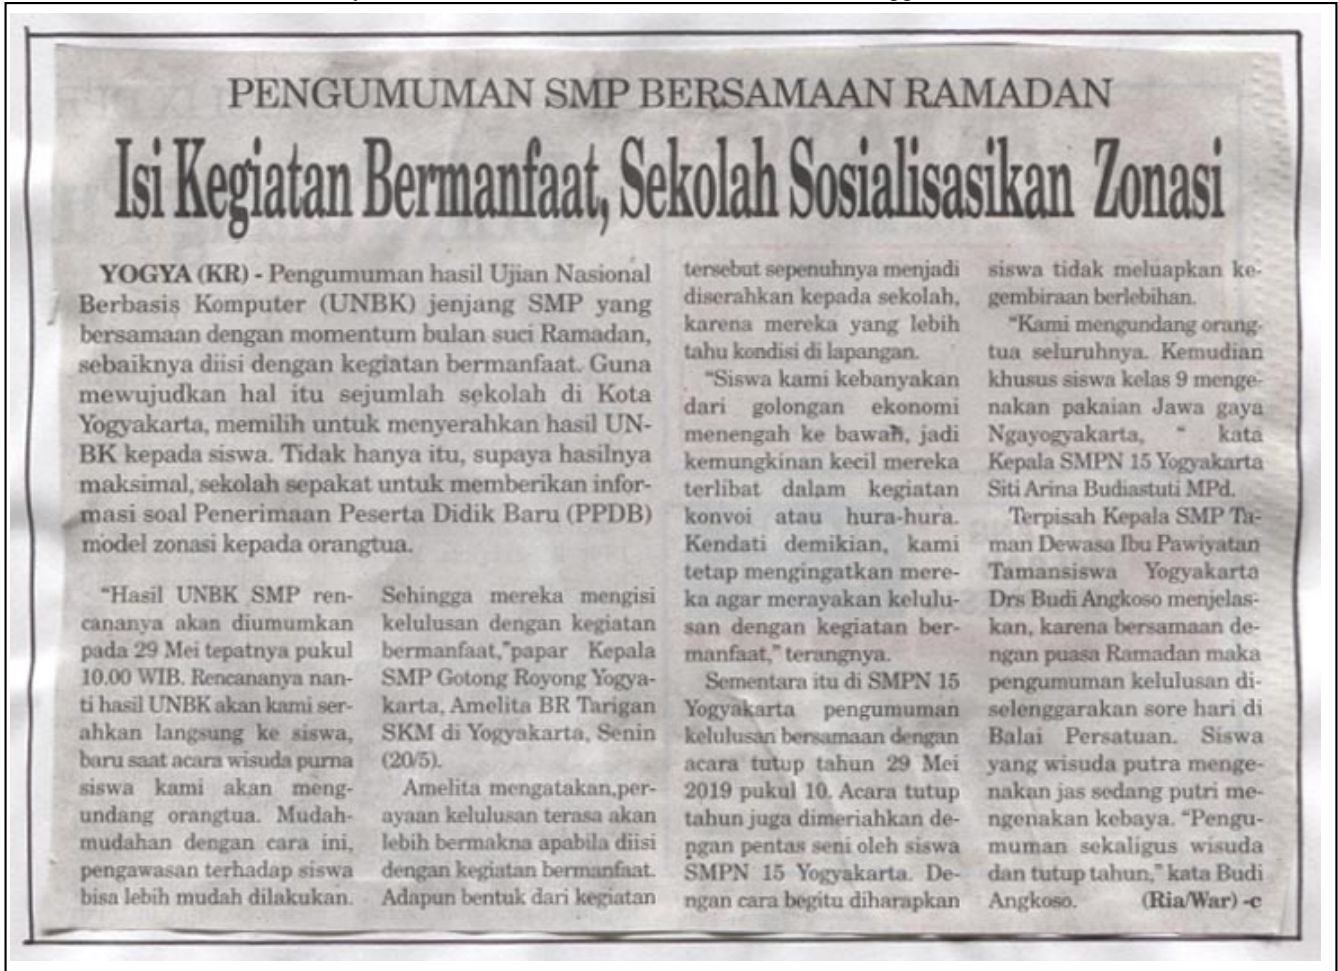 PENGUMUMAN SMP BERSAMAAN RAMADAN
Isi Kegiatan Bermanfaat, Sekolah Sosialisasikan Zonasi
YOGYA (KR) - Pengumuman hasil Ujian Nasional
Berbasis Komputer (UNBK) jenjang SMP yang
bersamaan dengan momentum bulan suci Ramadan,
sebaiknya diisi dengan kegiatan bermanfaat. Guna
mewujudkan hal itu sejumlah sekolah di Kota
Yogyakarta, memilih untuk menyerahkan hasil UN-
BK kepada siswa. Tidak hanya itu, supaya hasilnya
maksimal, sekolah sepakat untuk memberikan infor-
masi soal Penerimaan Peserta Didik Baru (PPDB)
model zonasi kepada orangtua.
"Hasil UNBK SMP ren-
cananya akan diumumkan
pada 29 Mei tepatnya pukul
10.00 WIB. Rencananya nan-
ti hasil UNBK akan kami ser-
ahkan langsung ke siswa,
baru saat acara wisuda purna
siswa kami akan meng-
undang orangtua. Mudah-
mudahan dengan cara ini,
pengawasan terhadap siswa
bisa lebih mudah dilakukan.
Sehingga mereka mengisi
kelulusan dengan kegiatan
bermanfaat,"papar Kepala
SMP Gotong Royong Yogya-
karta, Amelita BR Tarigan
SKM di Yogyakarta, Senin
(20/5).
Amelita mengatakan,per-
ayaan kelulusan terasa akan
lebih bermakna apabila diisi
dengan kegiatan bermanfaat.
Adapun bentuk dari kegiatan
tersebut sepenuhnya menjadi
diserahkan kepada sekolah,
karena mereka yang lebih
tahu kondisi di lapangan.
"Siswa kami kebanyakan
dari golongan ekonomi
menengah ke bawah, jadi
kemungkinan kecil mereka
terlibat dalam kegiatan
konvoi atau hura-hura.
Kendati demikian, kami
tetap mengingatkan mere-
ka agar merayakan kelulu-
san dengan kegiatan ber-
manfaat," terangnya.
Sementara itu di SMPN 15
Yogyakarta pengumuman
kelulusan bersamaan dengan
acara tutup tahun 29 Mei
2019 pukul 10. Acara tutup
tahun juga dimeriahkan de-
ngan pentas seni oleh siswa
SMPN 15 Yogyakarta. De-
ngan cara begitu diharapkan
siswa tidak meluapkan ke-
gembiraan berlebihan.
"Kami mengundang orang-
tua seluruhnya. Kemudian
khusus siswa kelas 9 menge-
nakan pakaian Jawa gaya
Ngayogyakarta, " kata
Kepala SMPN 15 Yogyakarta
Siti Arina Budiastuti MPd.
Terpisah Kepala SMP Ta-
man Dewasa Ibu Pawiyatan
Tamansiswa Yogyakarta
Drs Budi Angkoso menjelas-
kan, karena bersamaan de-
ngan puasa Ramadan maka
pengumuman kelulusan di-
selenggarakan sore hari di
Balai Persatuan. Siswa
yang wisuda putra menge-
nakan jas sedang putri me-
ngenakan kebaya. "Pengu-
muman sekaligus wisuda
dan tutup tahun," kata Budi
Angkoso. (Ria/War) -c